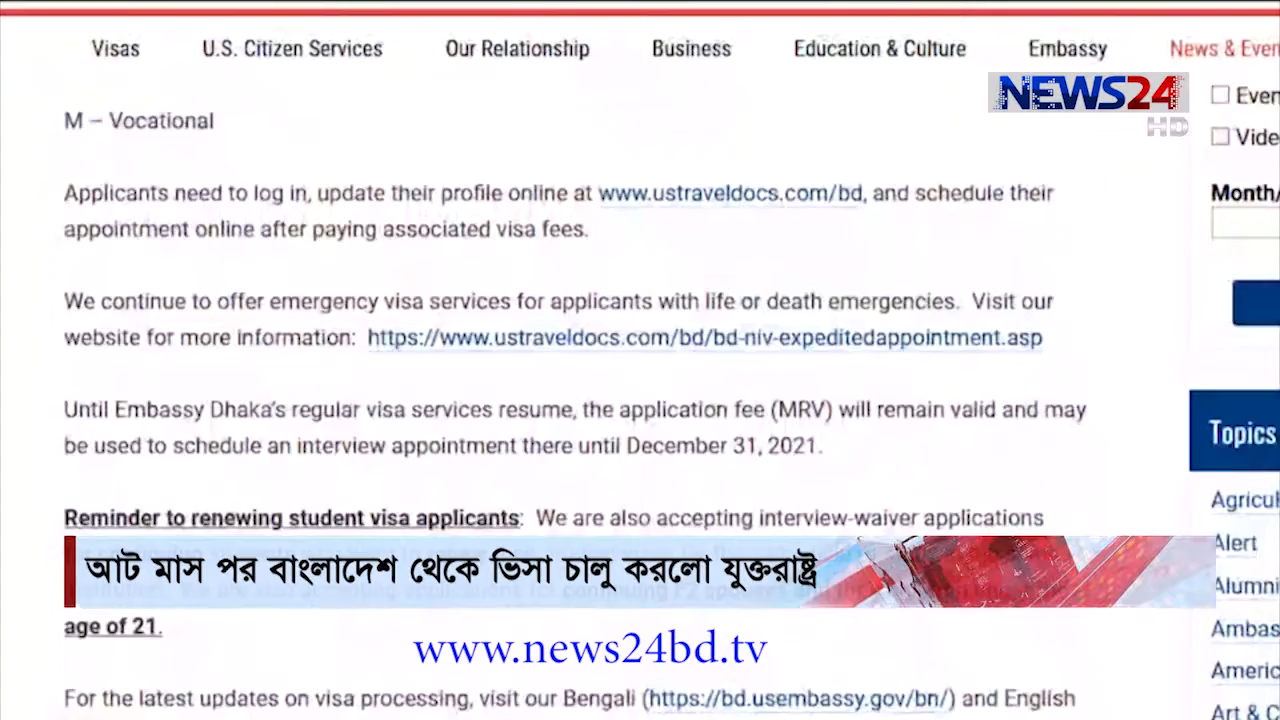 Visas U.S. Citizen Services Our Relationship Business Education & Culture Embassy News & Even
NEWS24
HD
Even
Vide
M – Vocational
Applicants need to log in, update their profile online at www.ustraveldocs.com/bd, and schedule their
appointment online after paying associated visa fees.
Month/
We continue to offer emergency visa services for applicants with life or death emergencies. Visit our
website for more information: https://www.ustraveldocs.com/bd/bd-niv-expeditedappointment.asp
Until Embassy Dhaka's regular visa services resume, the application fee (MRV) will remain valid and may
be used to schedule an interview appointment there until December 31, 2021.
Topics
Reminder to renewing student visa applicants: We are also accepting interview-waiver applications
আট মাস পর বাংলাদেশ থেকে ভিসা চালু করলো যুক্তরাষ্ট্র
age of 21.
www.news24bd.tv
For the latest updates on visa processing, visit our Bengali (https://bd.usembassy.gov/bn/) and English
Agricul
Alert
Alumni
Ambas
Americ
Art & C